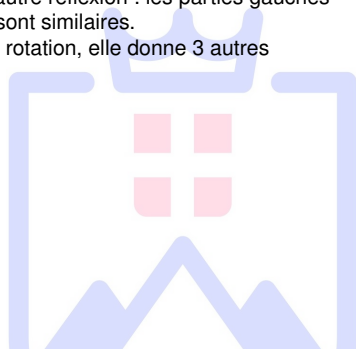 autre réflexion : les parties gauches
sont similaires.
rotation, elle donne 3 autres